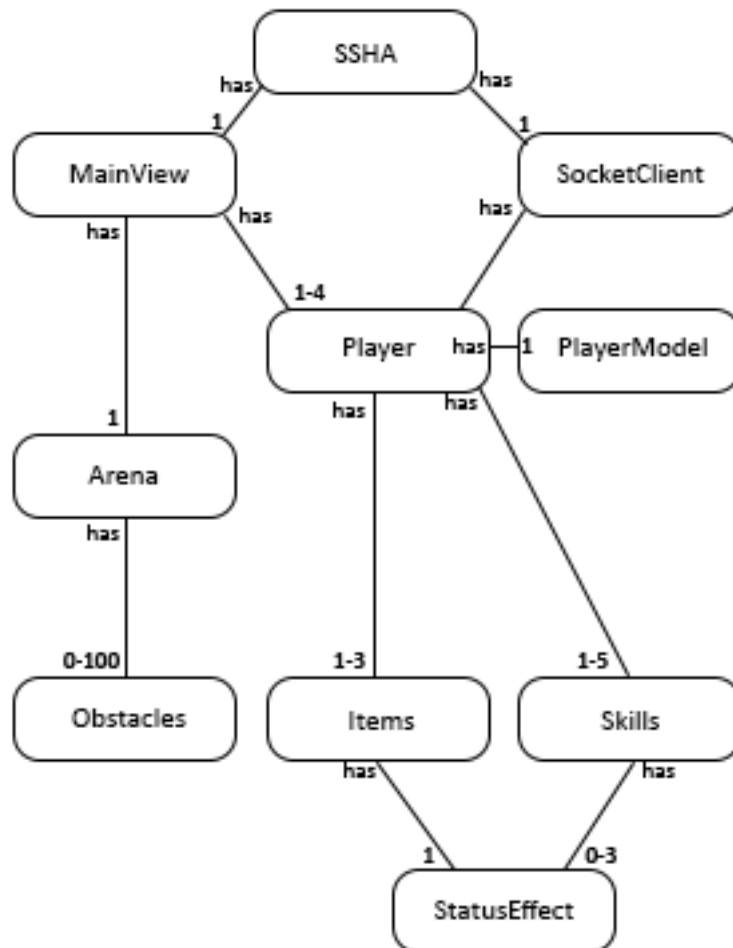 SSHA
has
has
1
1
MainView
SocketClient
has
has
has
1-4
Player
has
1
PlayerModel
has
has
1
Arena
has
0-100
1-3
1-5
Obstacles
Items
Skills
has
has
1
0-3
StatusEffect